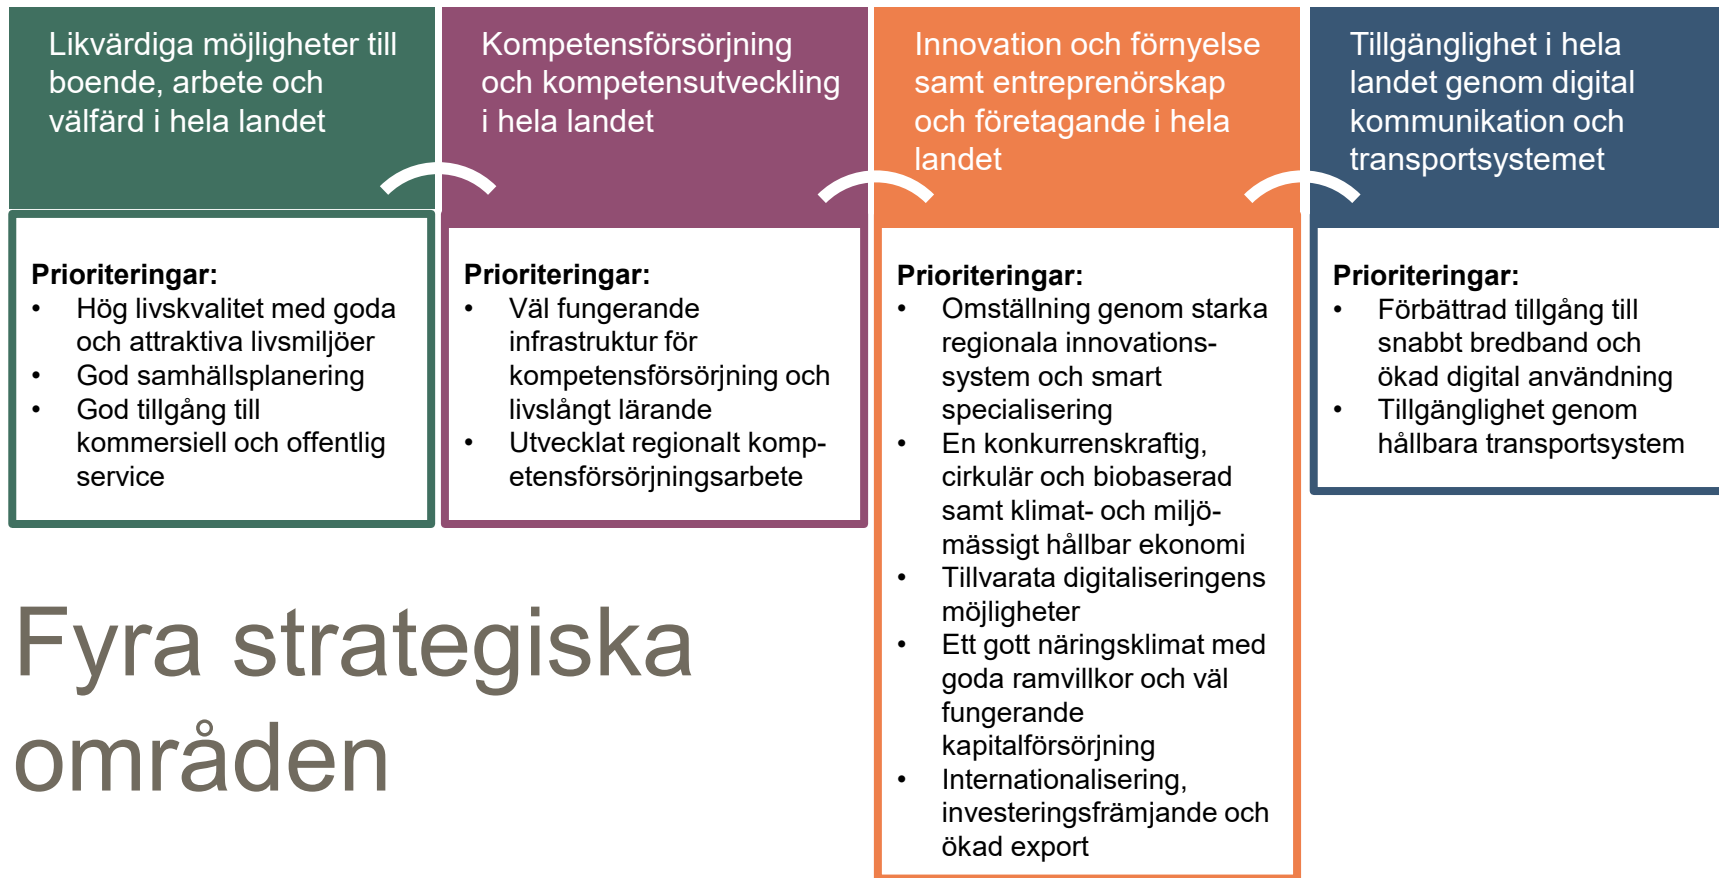 Likvärdiga möjligheter till
boende, arbete och
välfärd i hela landet
Prioriteringar:
• Hög livskvalitet med goda
och attraktiva livsmiljöer
• God samhällsplanering
• God tillgång till
kommersiell och offentlig
service
Kompetensförsörjning
och kompetensutveckling
i hela landet
Prioriteringar:
• Väl fungerande
infrastruktur för
kompetensförsörjning och
livslångt lärande
• Utvecklat regionalt komp-
etensförsörjningsarbete
Innovation och förnyelse
samt entreprenörskap
och företagande i hela
landet
Prioriteringar:
• Omställning genom starka
regionala innovations-
system och smart
specialisering
• En konkurrenskraftig,
cirkulär och biobaserad
samt klimat- och miljö-
mässigt hållbar ekonomi
• Tillvarata digitaliseringens
möjligheter
• Ett gott näringsklimat med
goda ramvillkor och väl
fungerande
kapitalförsörjning
• Internationalisering,
investeringsfrämjande och
ökad export
Tillgänglighet i hela
landet genom digital
kommunikation och
transportsystemet
Prioriteringar:
• Förbättrad tillgång till
snabbt bredband och
ökad digital användning
• Tillgänglighet genom
hållbara transportsystem
Fyra strategiska
områden